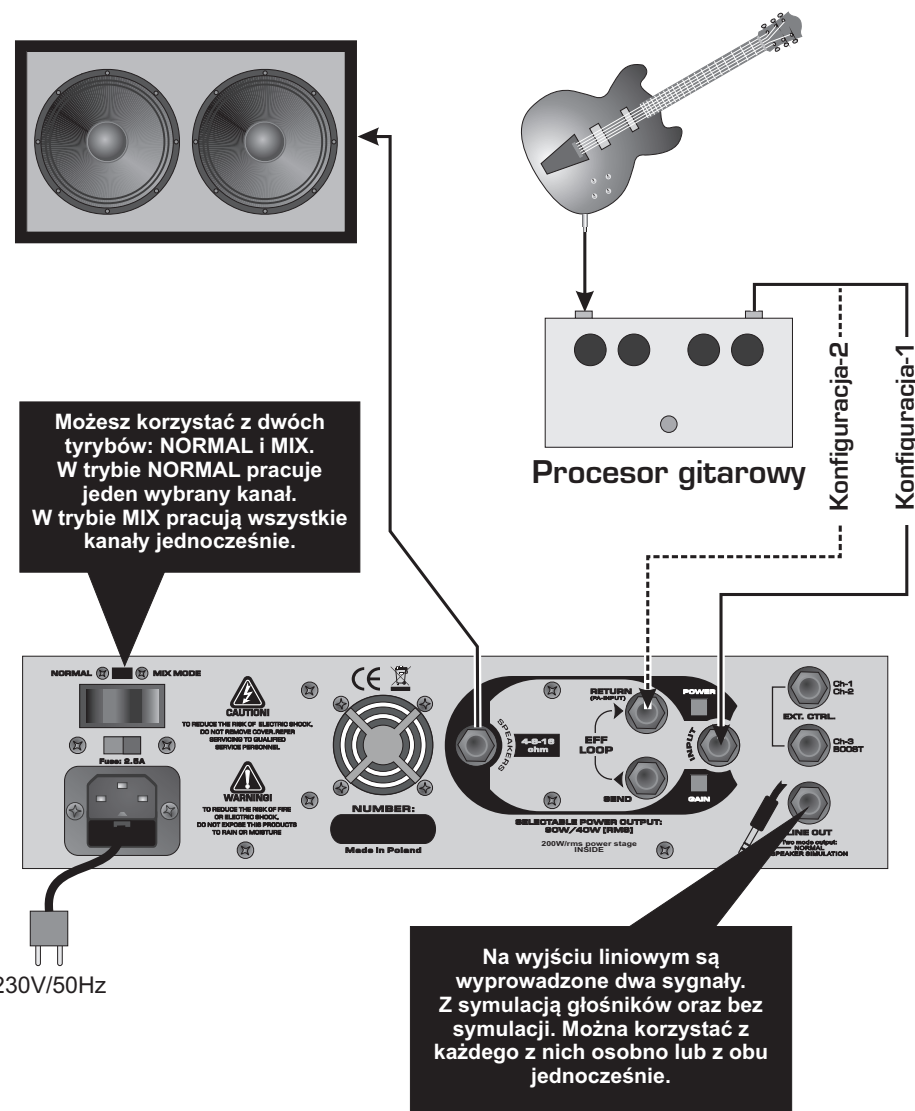 Konfiguracja-2
Konfiguracja-1
Procesor gitarowy
Możesz korzystać z dwóch
tyrybów: NORMAL i MIX.
W trybie NORMAL pracuje
jeden wybrany kanał.
W trybie MIX pracują wszystkie
kanały jednocześnie.
NORMAL
MIX MODE
Fuse: 2.5A
CAUTION!
TO REDUCE THE RISK OF ELECTRIC SHOCK,
DO NOT REMOVE COVER.REFER
SERVICING TO QUALIFIED
SERVICE PERSONNEL
WARNING!
TO REDUCE THE RISK OF FIRE
OR ELECTRIC SHOCK,
DO NOT EXPOSE THIS PRODUCTS
TO RAIN OR MOISTURE
CE
NUMBER:
Made in Poland
SPEAKERS
4-8-16
ohm
RETURN
(PA-INPUT)
EFF
LOOP
SEND
POWER
INPUT
GAIN
SELECTABLE POWER OUTPUT:
80W/40W [RMS]
200W/rms power stage
INSIDE
Ch-1
Ch-2
EXT. CTRL.
Ch-3
BOOST
LINE OUT
Two mode output:
NORMAL
SPEAKER SIMULATION
230V/50Hz
Na wyjściu liniowym są
wyprowadzone dwa sygnały.
Z symulacją głośników oraz bez
symulacji. Można korzystać z
każdego z nich osobno lub z obu
jednocześnie.